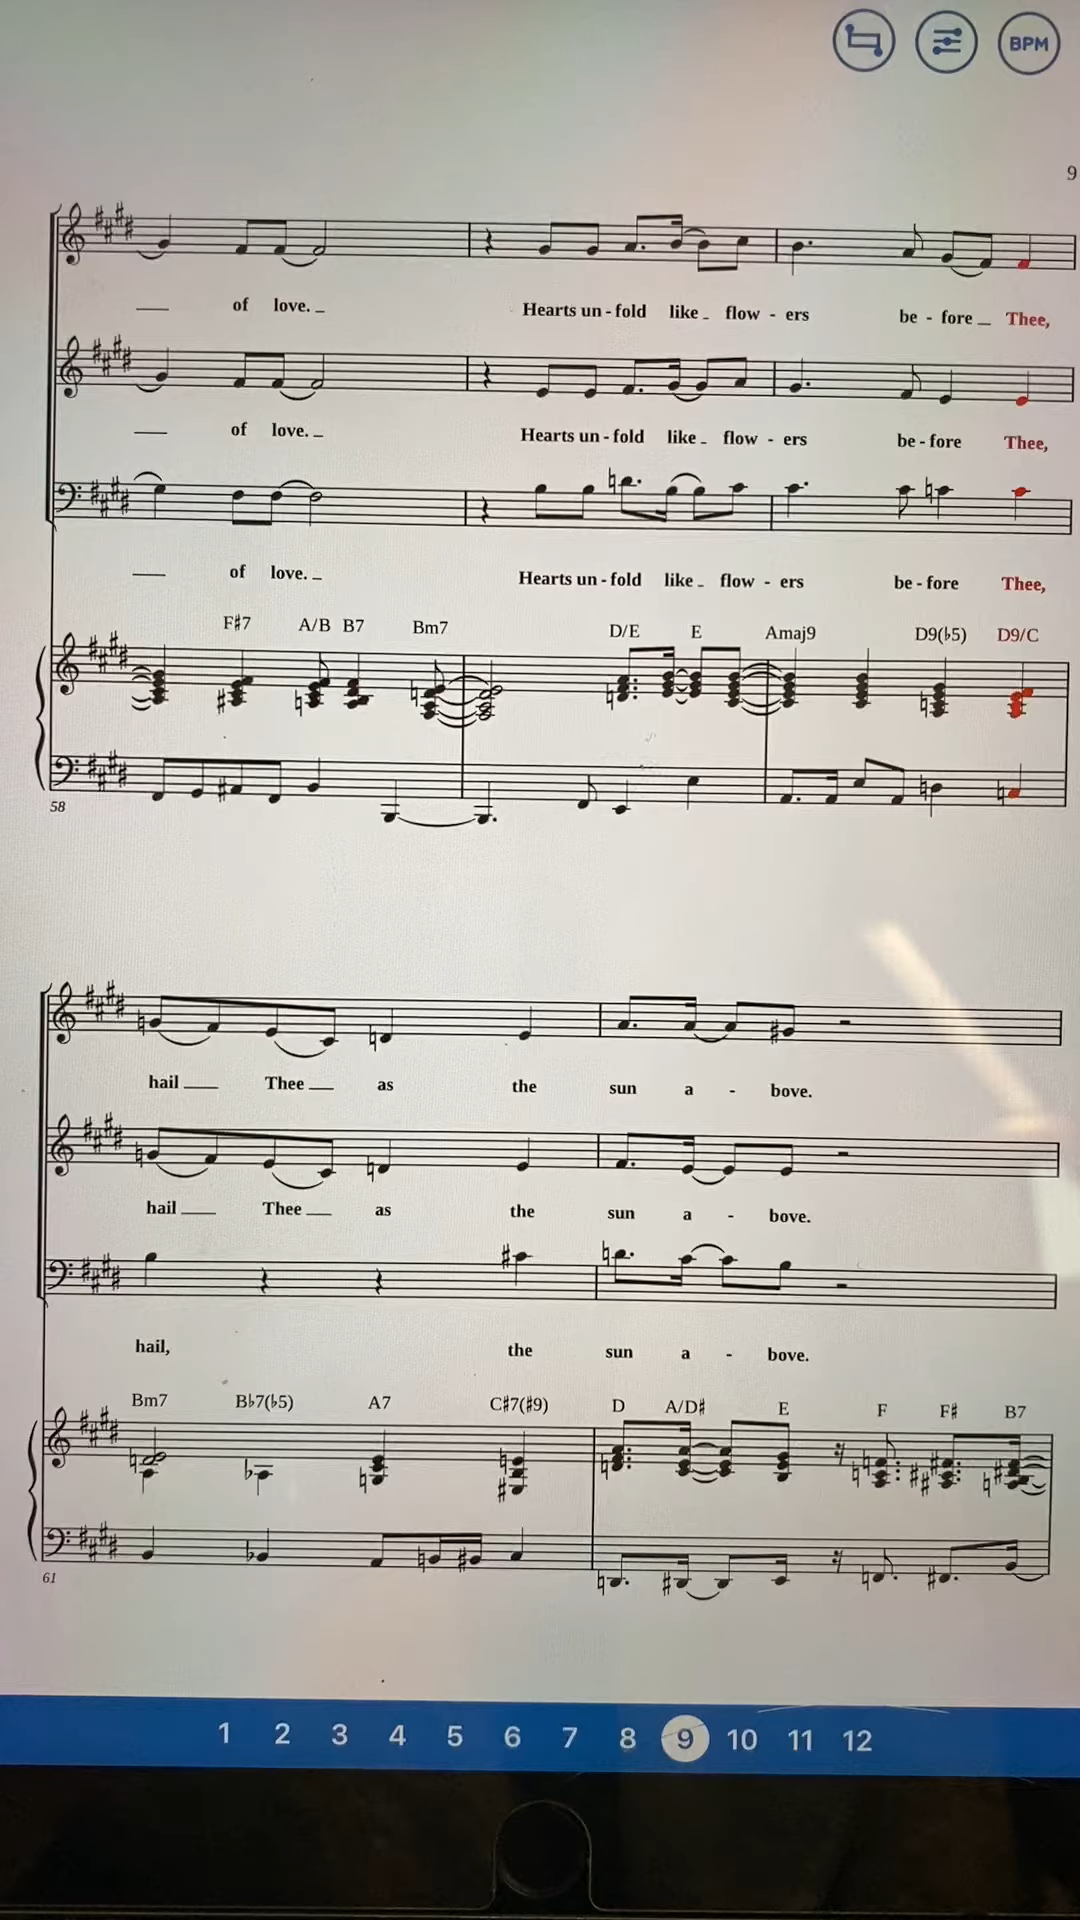 BPM
9
of love.
Hearts un - fold like flow - ers be - fore Thee,
of love.
Hearts un - fold like flow - ers be - fore Thee,
of love.
Hearts un - fold like flow - ers be - fore Thee,
F#7 A/B B7 Bm7 D/E E Amaj9 D9(♭5) D9/C
58
hail Thee as the sun a - bove.
hail Thee as the sun a - bove.
hail, the sun a - bove.
Bm7 B♭7(♭5) A7 C#7(#9) D A/D# E F F# B7
61
1 2 3 4 5 6 7 8 9 10 11 12